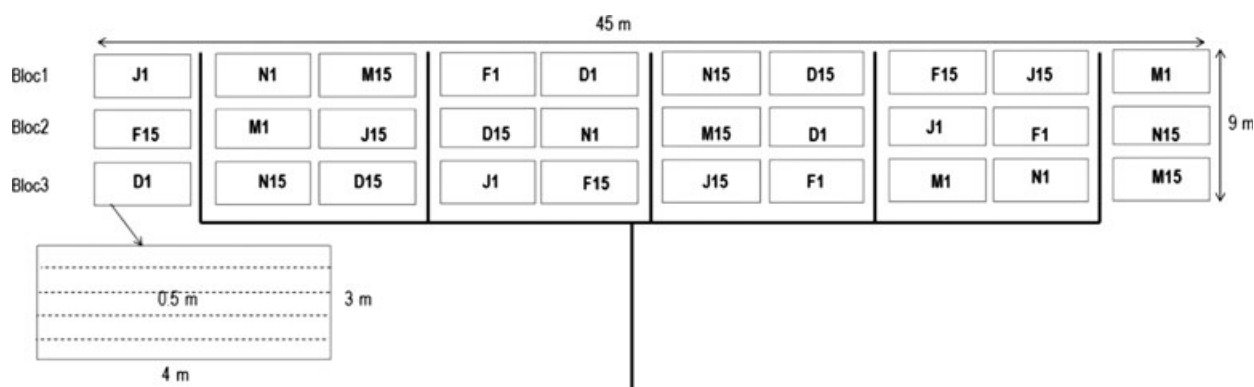 45 m
Bloc1 J1 N1 M15 F1 D1 N15 D15 F15 J15 M1
Bloc2 F15 M1 J15 D15 N1 M15 D1 J1 F1 N15
9 m
Bloc3 D1 N15 D15 J1 F15 J15 F1 M1 N1 M15
0.5 m
3 m
4 m